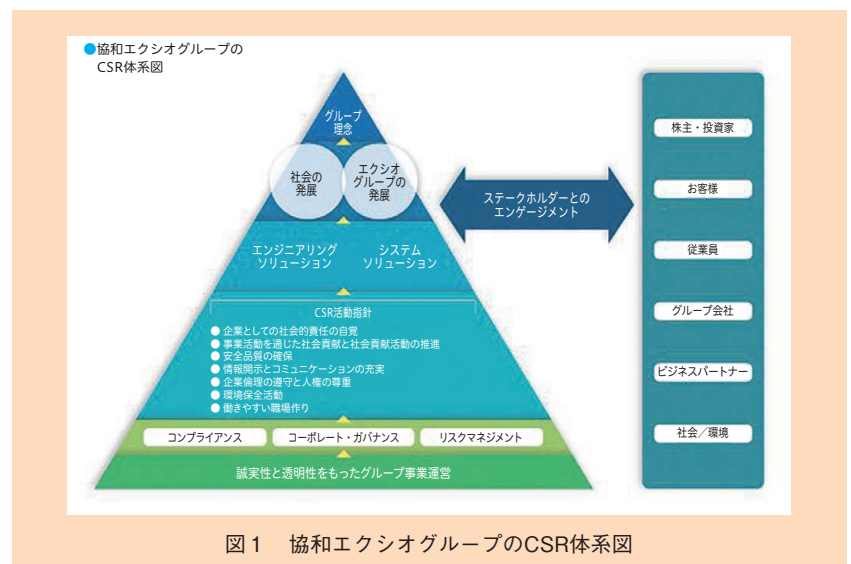 ●協和エクシオグループの
CSR体系図
グループ
理念
社会の
発展
エクシオ
グループの
発展
エンジニアリング
ソリューション
システム
ソリューション
CSR活動指針
● 企業としての社会的責任の自覚
● 事業活動を通じた社会貢献と社会貢献活動の推進
● 安全品質の確保
● 情報開示とコミュニケーションの充実
● 企業倫理の遵守と人権の尊重
● 環境保全活動
● 働きやすい職場作り
コンプライアンス
コーポレート・ガバナンス
リスクマネジメント
誠実性と透明性をもったグループ事業運営
ステークホルダーとの
エンゲージメント
株主・投資家
お客様
従業員
グループ会社
ビジネスパートナー
社会／環境
図1 協和エクシオグループのCSR体系図